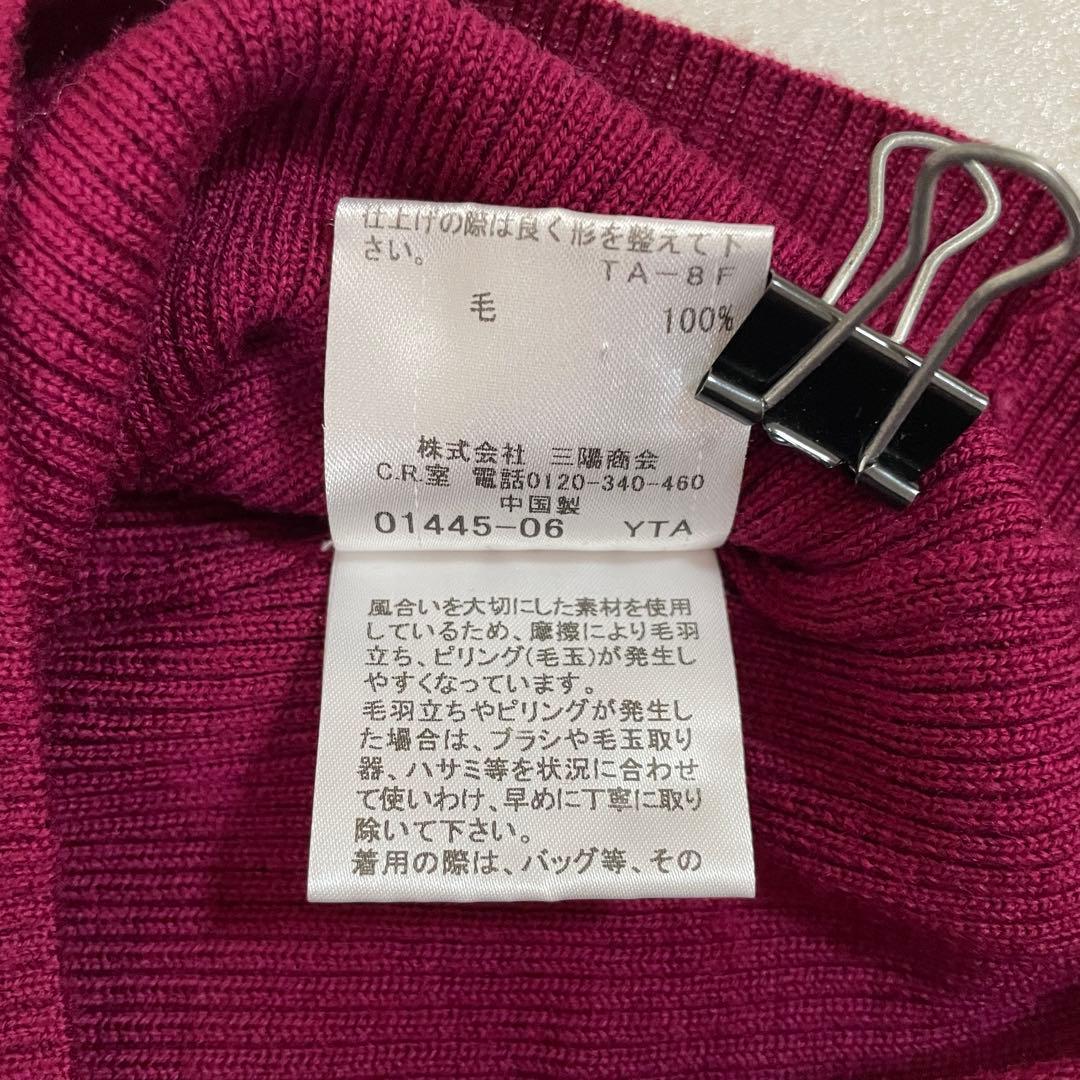 仕上げの際は良く形を整えて下
さい。
TA-8F
毛 100%
株式会社 三陽商会
C.R.室 電話0120-340-460
中国製
01445-06 YTA
風合いを大切にした素材を使用
しているため、摩擦により毛羽
立ち、ピリング(毛玉)が発生し
やすくなっています。
毛羽立ちやピリングが発生し
た場合は、ブラシや毛玉取り
器、ハサミ等を状況に合わせ
て使いわけ、早めに丁寧に取り
除いて下さい。
着用の際は、バッグ等、その